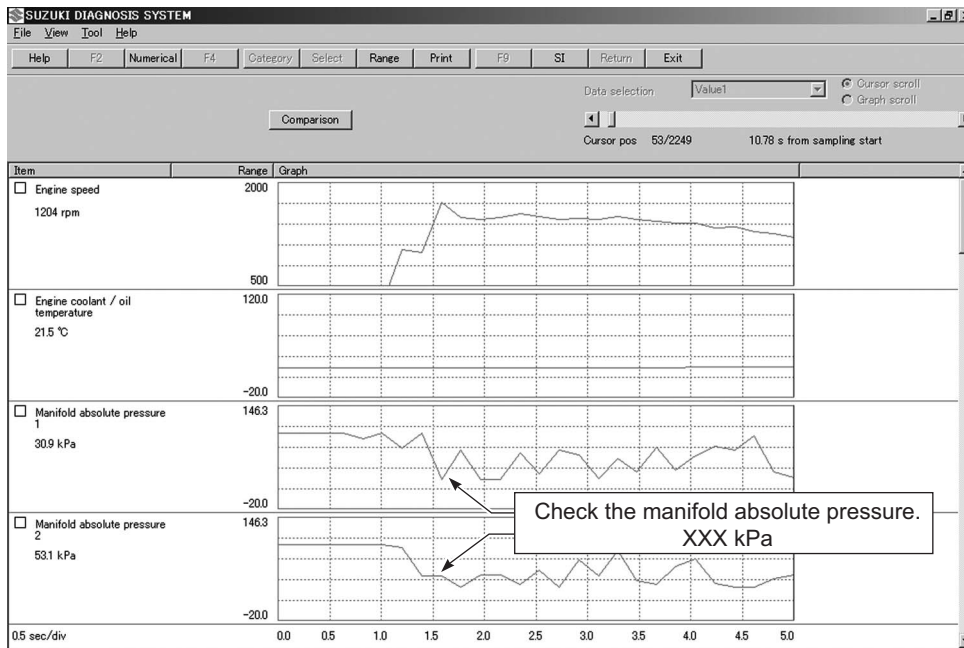 SUZUKI DIAGNOSIS SYSTEM
File View Tool Help
Help F2 Numerical F4 Category Select Range Print F9 SI Return Exit
Data selection Value1 Cursor scroll
Graph scroll
Comparison
Cursor pos 53/2249 10.78 s from sampling start
Item Range Graph
Engine speed 2000
1204 rpm
500
Engine coolant / oil 120.0
temperature
21.5 ℃
-20.0
Manifold absolute pressure 146.3
1
30.9 kPa
-20.0
Check the manifold absolute pressure.
XXX kPa
Manifold absolute pressure 146.3
2
53.1 kPa
-20.0
0.5 sec/div 0.0 0.5 1.0 1.5 2.0 2.5 3.0 3.5 4.0 4.5 5.0